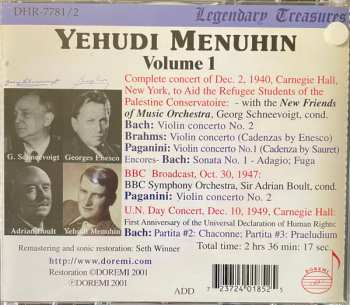 DHR-7781/2
Legendary Treasures
YEHUDI MENUHIN
Volume 1
Complete concert of Dec. 2, 1940, Carnegie Hall,
New York, to Aid the Refugee Students of the
Palestine Conservatoire: - with the New Friends
of Music Orchestra, Georg Schneevoigt, cond.
Bach: Violin concerto No. 2
Brahms: Violin concerto (Cadenzas by Enesco)
Paganini: Violin concerto No.1 (Cadenza by Sauret)
Encores- Bach: Sonata No. 1 - Adagio; Fuga
BBC Broadcast, Oct. 30, 1947:
BBC Symphony Orchestra, Sir Adrian Boult, cond.
Paganini: Violin concerto No. 2
U.N. Day Concert, Dec. 10, 1949, Carnegie Hall:
First Anniversary of the Universal Declaration of Human Rights:
Bach: Partita #2: Chaconne; Partita #3: Praeludium
G. Schneevoigt
Georges Enesco
Adrian Boult
Yehudi Menuhin
Total time: 2 hrs 36 min 17 sec.
Remastering and sonic restoration: Seth Winner
http://www.doremi.com
Restoration ©DOREMI 2001
℗DOREMI 2001
ADD
7 23724 01852 5
Doremi